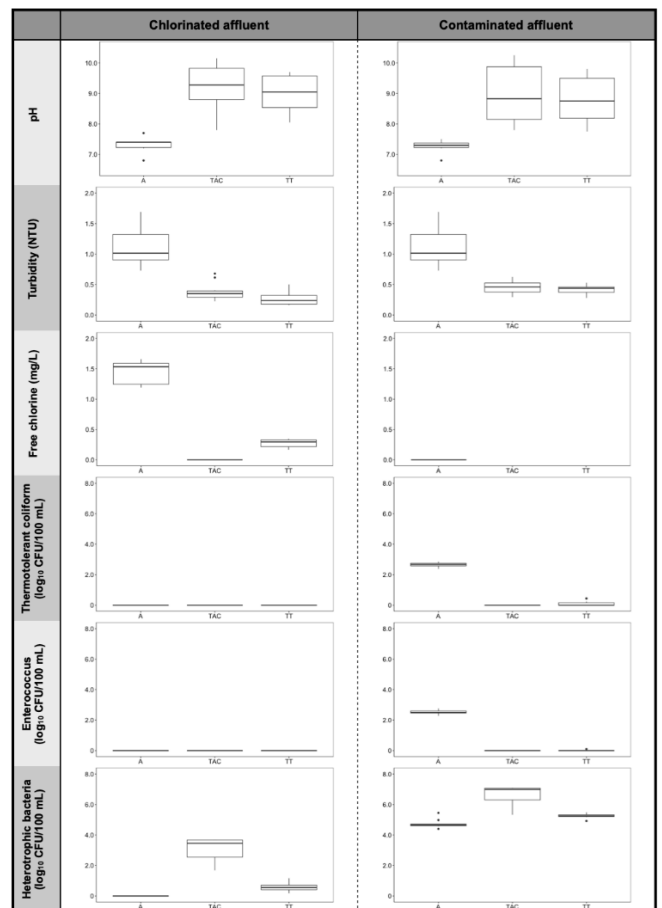 Chlorinated affluent Contaminated affluent
pH
10.0
9.0
8.0
7.0
A TAC TT
10.0
9.0
8.0
7.0
A TAC TT
Turbidity (NTU)
2.0
1.5
1.0
0.5
0.0
A TAC TT
2.0
1.5
1.0
0.5
0.0
A TAC TT
Free chlorine (mg/L)
2.0
1.5
1.0
0.5
0.0
A TAC TT
2.0
1.5
1.0
0.5
0.0
A TAC TT
Thermotolerant coliform
(log₁₀ CFU/100 mL)
8.0
6.0
4.0
2.0
0
A TAC TT
8.0
6.0
4.0
2.0
0
A TAC TT
Enterococcus
(log₁₀ CFU/100 mL)
8.0
6.0
4.0
2.0
0
A TAC TT
8.0
6.0
4.0
2.0
0
A TAC TT
Heterotrophic bacteria
(log₁₀ CFU/100 mL)
8.0
6.0
4.0
2.0
0
A TAC TT
8.0
6.0
4.0
2.0
0
A TAC TT